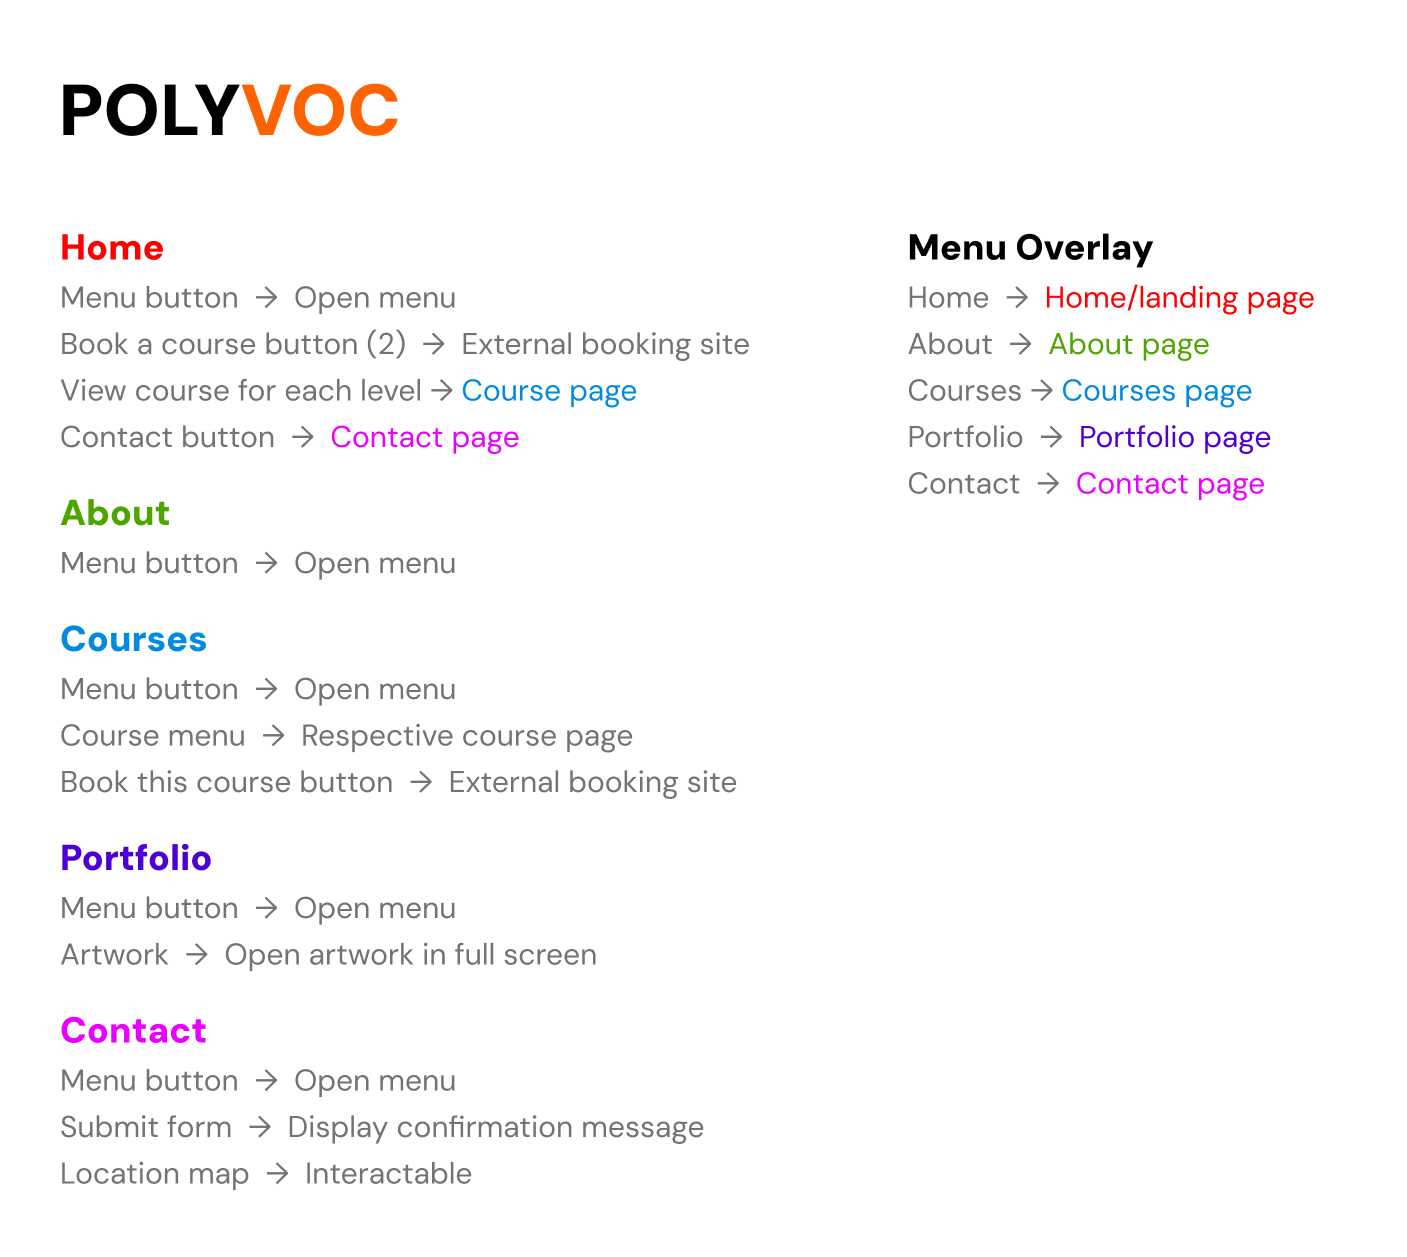 POLYVOC
Home
Menu button → Open menu
Book a course button (2) → External booking site
View course for each level → Course page
Contact button → Contact page
About
Menu button → Open menu
Courses
Menu button → Open menu
Course menu → Respective course page
Book this course button → External booking site
Portfolio
Menu button → Open menu
Artwork → Open artwork in full screen
Contact
Menu button → Open menu
Submit form → Display confirmation message
Location map → Interactable
Menu Overlay
Home → Home/landing page
About → About page
Courses → Courses page
Portfolio → Portfolio page
Contact → Contact page